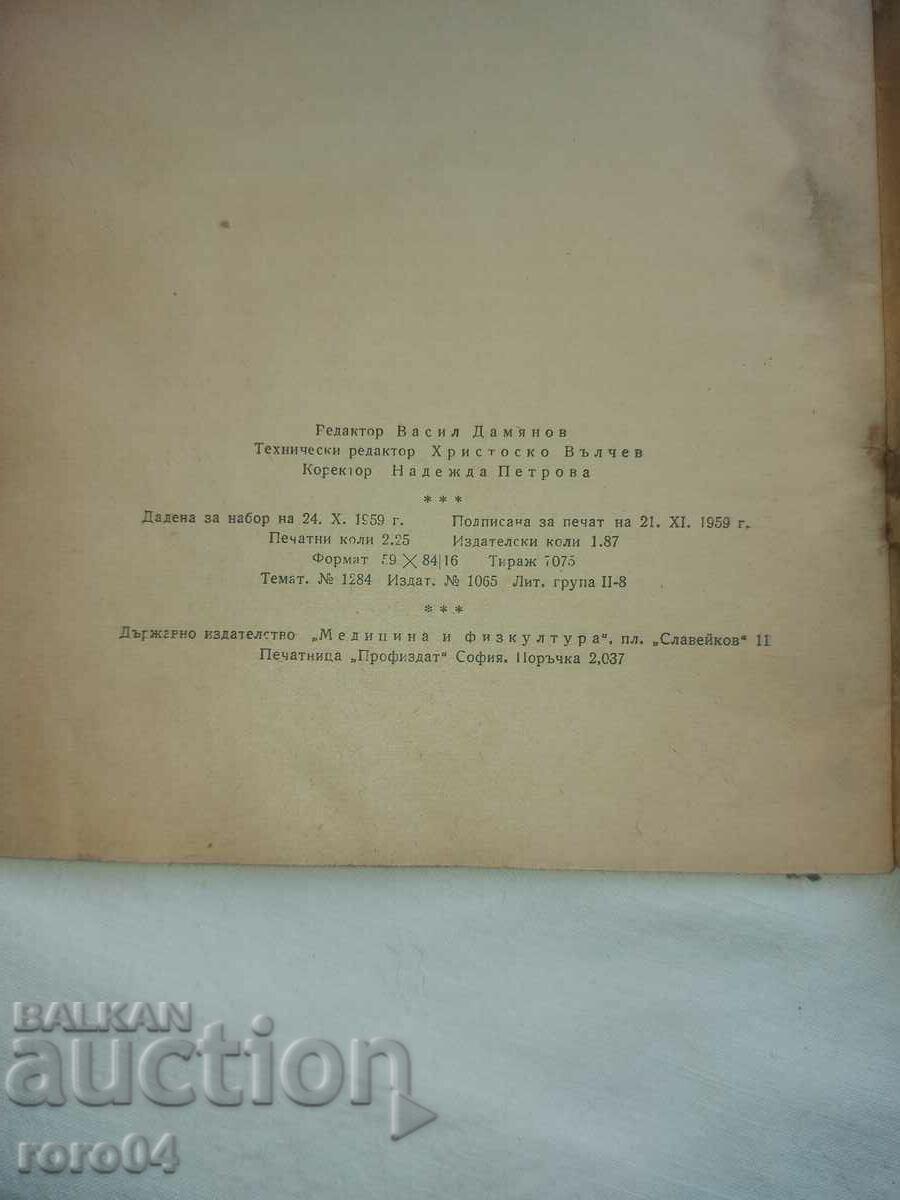 Редактор Васил Дамянов
Технически редактор Христоско Вълчев
Коректор Надежда Петрова
* * *
Дадена за набор на 24. X. 1959 г. Подписана за печат на 21. XI. 1959 г.
Печатни коли 2.25 Издателски коли 1.87
Формат 59 × 84|16 Тираж 7075
Темат. № 1284 Издат. № 1065 Лит. група II-8
* * *
Държавно издателство „Медицина и физкултура“, пл. „Славейков“ 11
Печатница „Профиздат“ София. Поръчка 2,037
BALKAN
auction
roro04